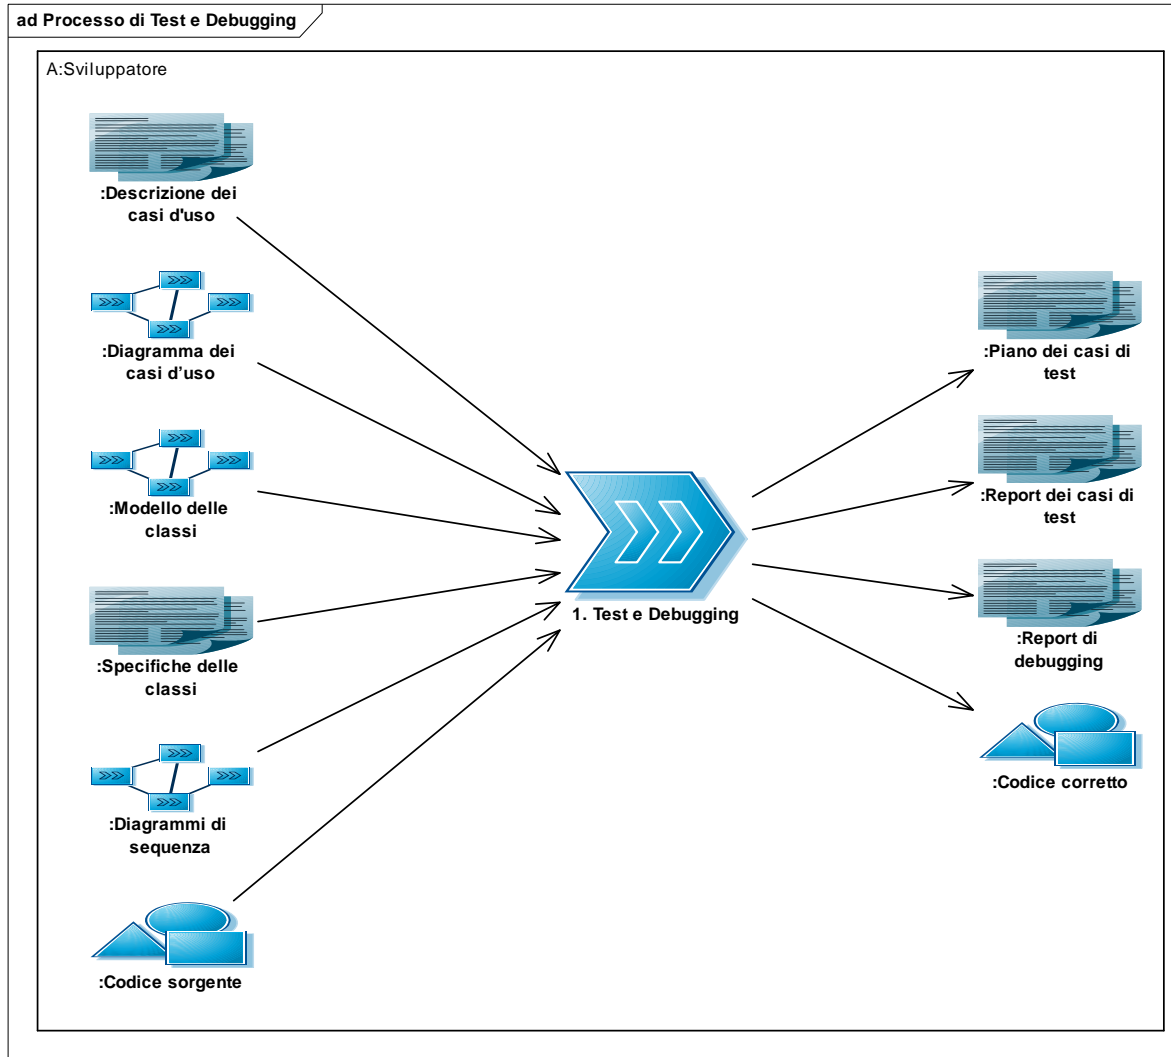 ad Processo di Test e Debugging
A:Sviluppatore
:Descrizione dei
casi d'uso
:Diagramma dei
casi d’uso
:Modello delle
classi
:Specifiche delle
classi
:Diagrammi di
sequenza
:Codice sorgente
1. Test e Debugging
:Piano dei casi di
test
:Report dei casi di
test
:Report di
debugging
:Codice corretto